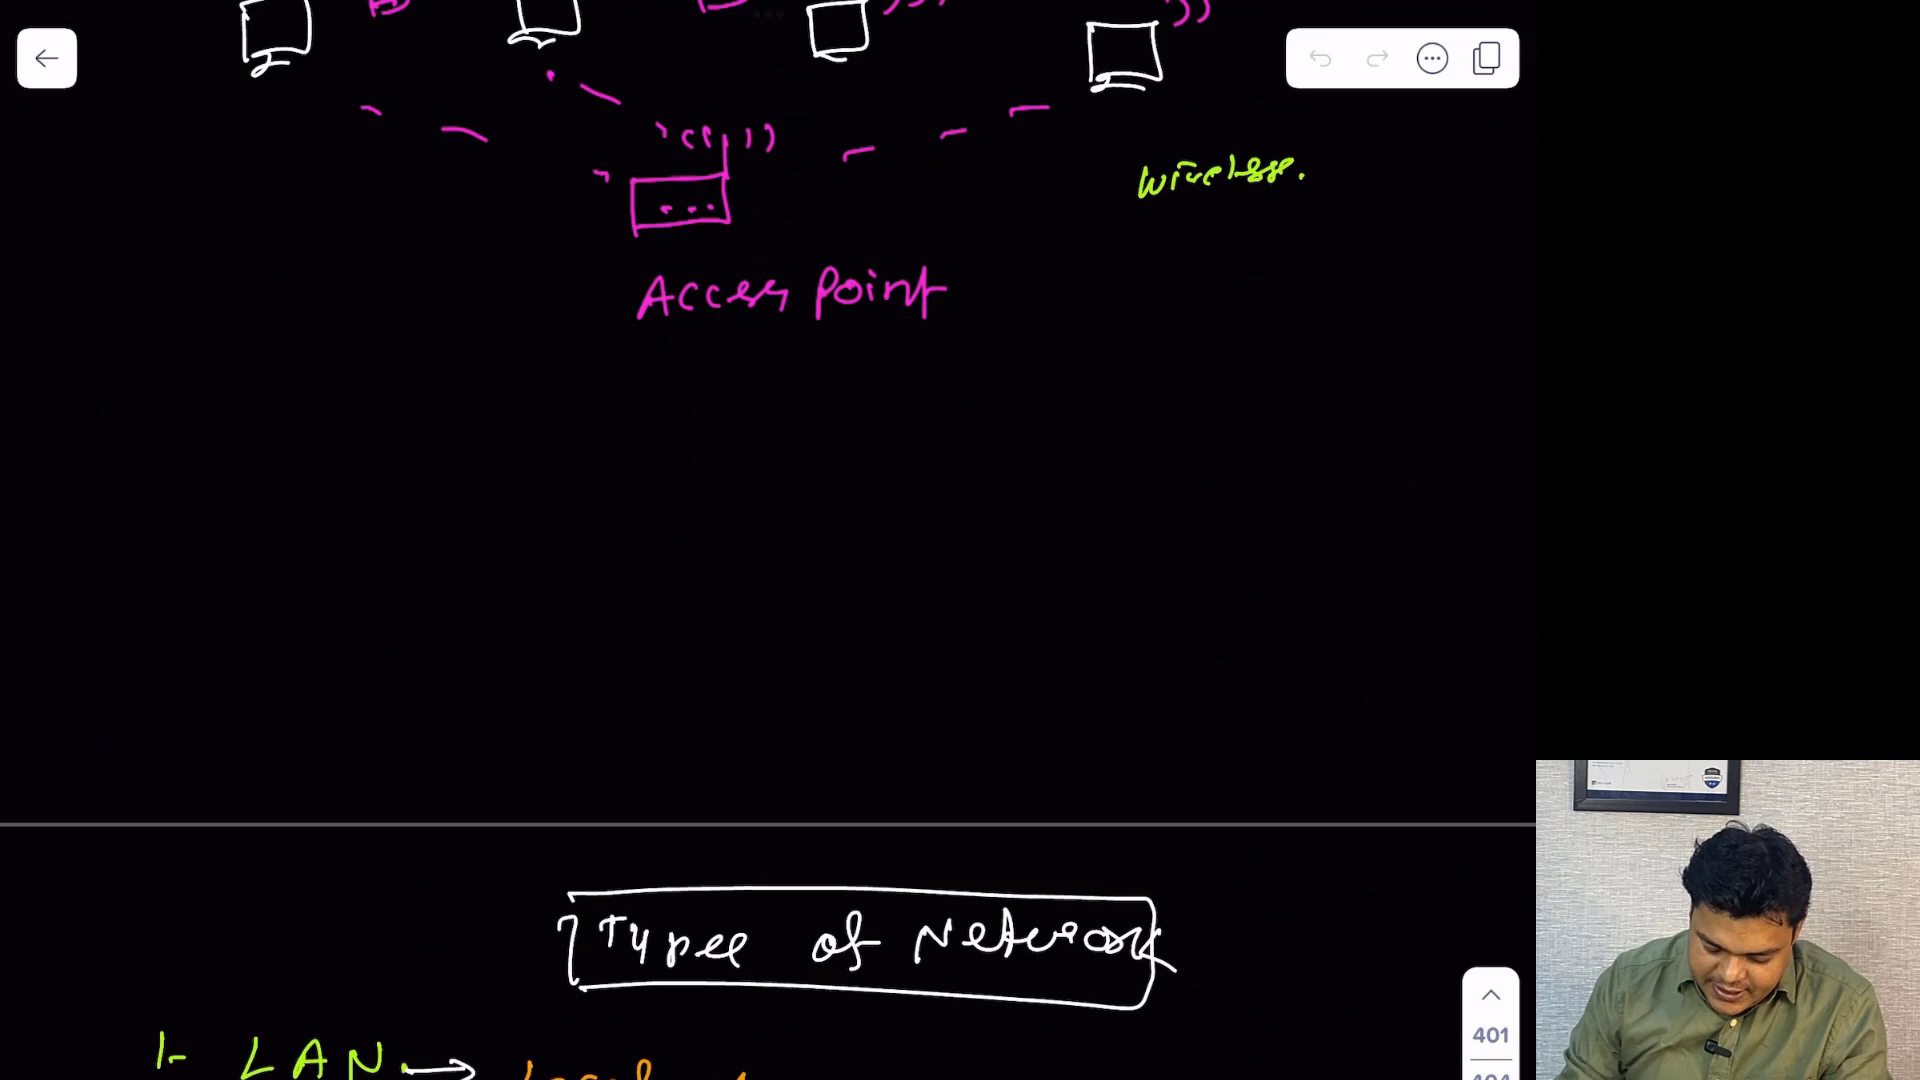 wireless.
Access Point
Types of Network
1- LAN →
401